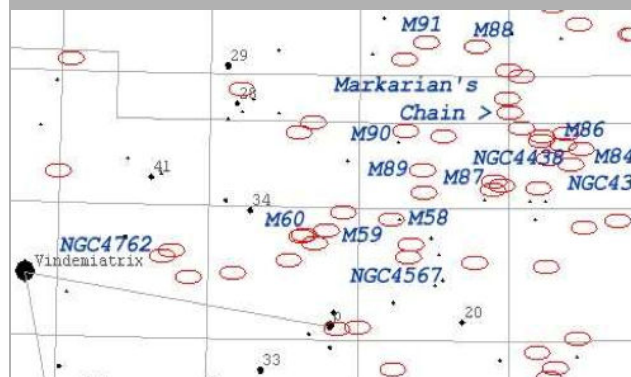 M91
M88
29
Markarian's
28
Chain >
M90
M86
NGC4438
M84
41
M89
M87
NGC43
34
M60
M58
M59
NGC4762
Vindemiatrix
NGC4567
ρ
20
33